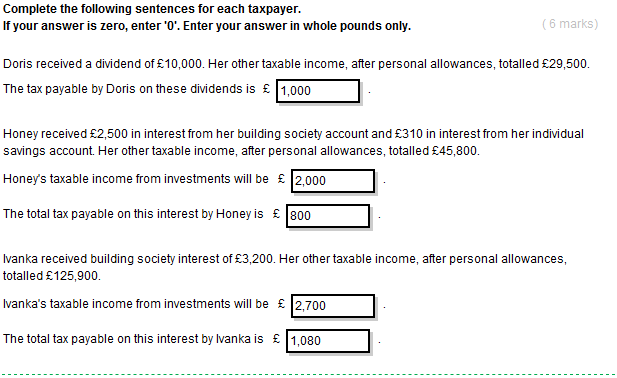 Complete the following sentences for each taxpayer.
If your answer is zero, enter '0'. Enter your answer in whole pounds only. ( 6 marks)
Doris received a dividend of £10,000. Her other taxable income, after personal allowances, totalled £29,500.
The tax payable by Doris on these dividends is £ 1,000 .
Honey received £2,500 in interest from her building society account and £310 in interest from her individual
savings account. Her other taxable income, after personal allowances, totalled £45,800.
Honey's taxable income from investments will be £ 2,000 .
The total tax payable on this interest by Honey is £ 800 .
Ivanka received building society interest of £3,200. Her other taxable income, after personal allowances,
totalled £125,900.
Ivanka's taxable income from investments will be £ 2,700 .
The total tax payable on this interest by Ivanka is £ 1,080 .